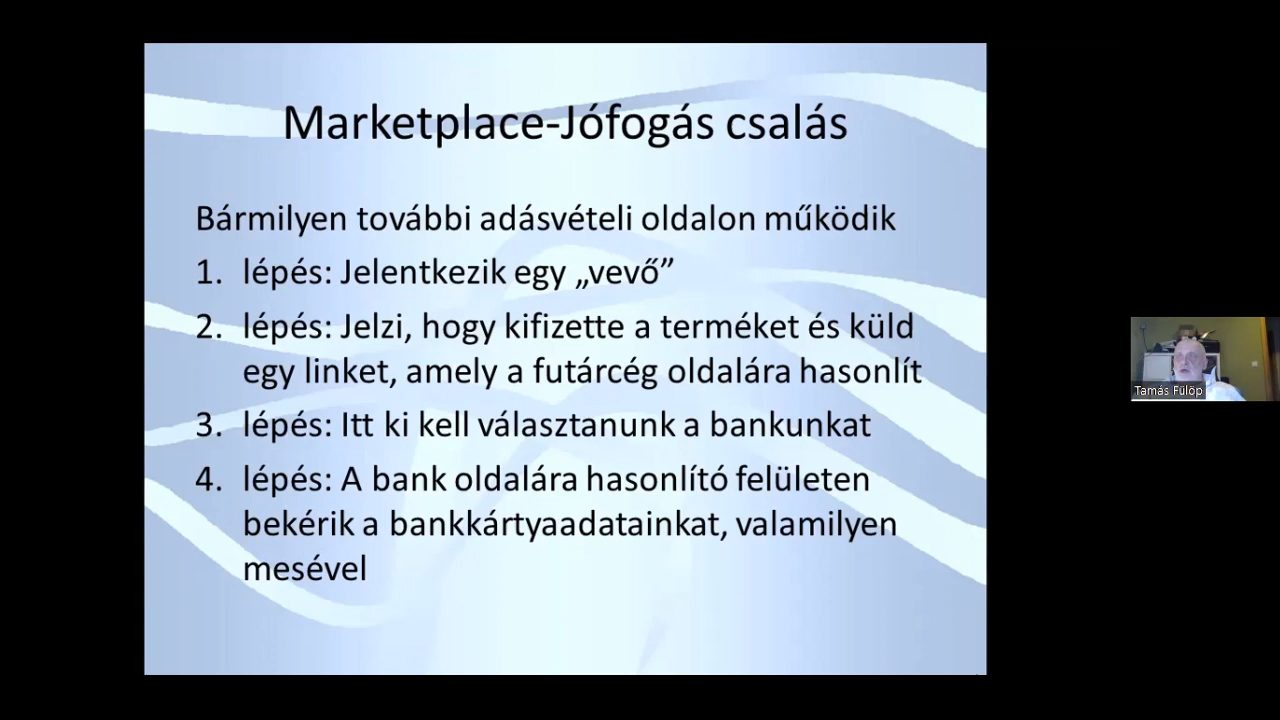 Marketplace-Jófogás csalás
Bármilyen további adásvételi oldalon működik
1. lépés: Jelentkezik egy „vevő”
2. lépés: Jelzi, hogy kifizette a terméket és küld
egy linket, amely a futárcég oldalára hasonlít
3. lépés: Itt ki kell választanunk a bankunkat
4. lépés: A bank oldalára hasonlító felületen
bekérik a bankkártyaadatainkat, valamilyen
mesével
Tamás Fülöp